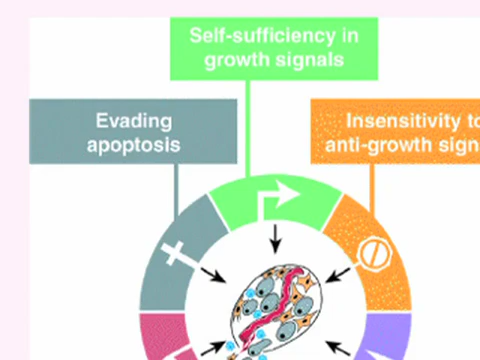 Self-sufficiency in
growth signals
Evading
apoptosis
Insensitivity to
anti-growth sign